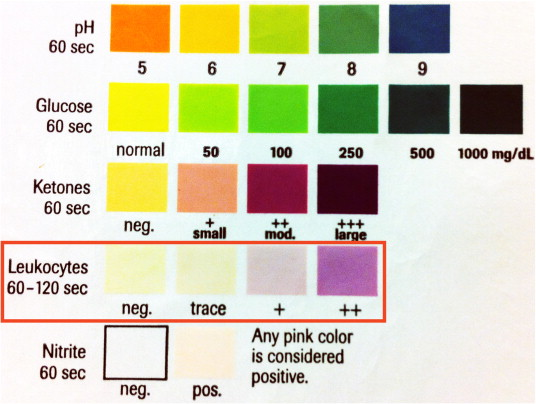 pH
60 sec
5 6 7 8 9
Glucose
60 sec
normal 50 100 250 500 1000 mg/dL
Ketones
60 sec
neg. + small ++ mod. +++ large
Leukocytes
60–120 sec
neg. trace + ++
Nitrite
60 sec
neg. pos.
Any pink color
is considered
positive.